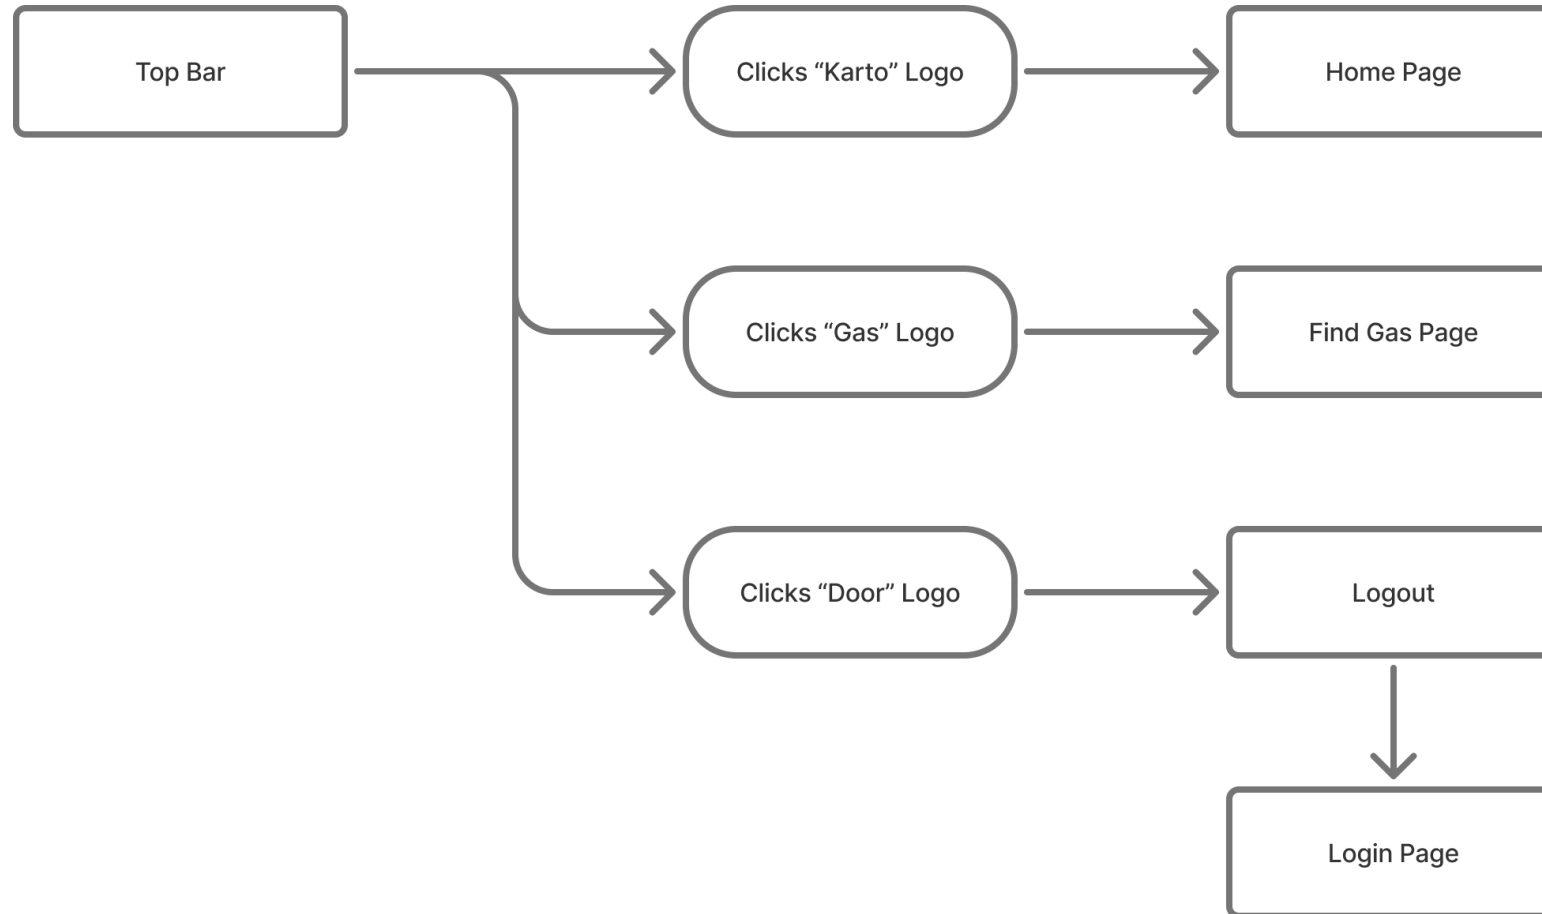 Top Bar
Clicks “Karto” Logo
Home Page
Clicks “Gas” Logo
Find Gas Page
Clicks “Door” Logo
Logout
Login Page